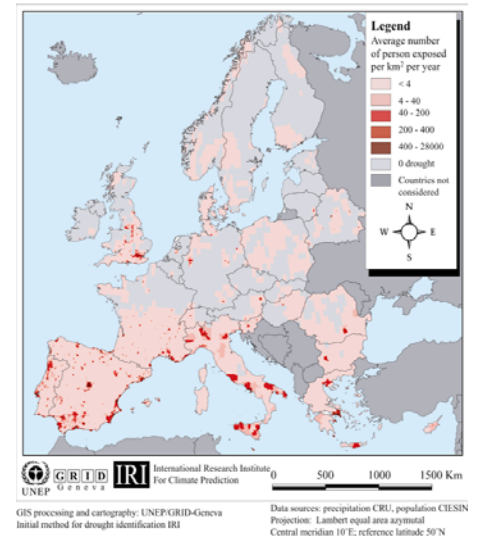 Legend
Average number
of person exposed
per km² per year
< 4
4 - 40
40 - 200
200 - 400
400 - 28000
0 drought
Countries not
considered
N
W E
S
UNEP
G R I D
G e n e v a
IRI
International Research Institute
For Climate Prediction
0 500 1000 1500 Km
GIS processing and cartography: UNEP/GRID-Geneva
Initial method for drought identification IRI
Data sources: precipitation CRU, population CIESIN
Projection: Lambert equal area azymutal
Central meridian 10°E; reference latitude 50°N